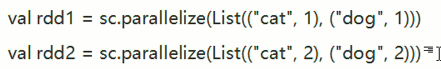 val rdd1 = sc.parallelize(List(("cat", 1), ("dog", 1)))
val rdd2 = sc.parallelize(List(("cat", 2), ("dog", 2)))